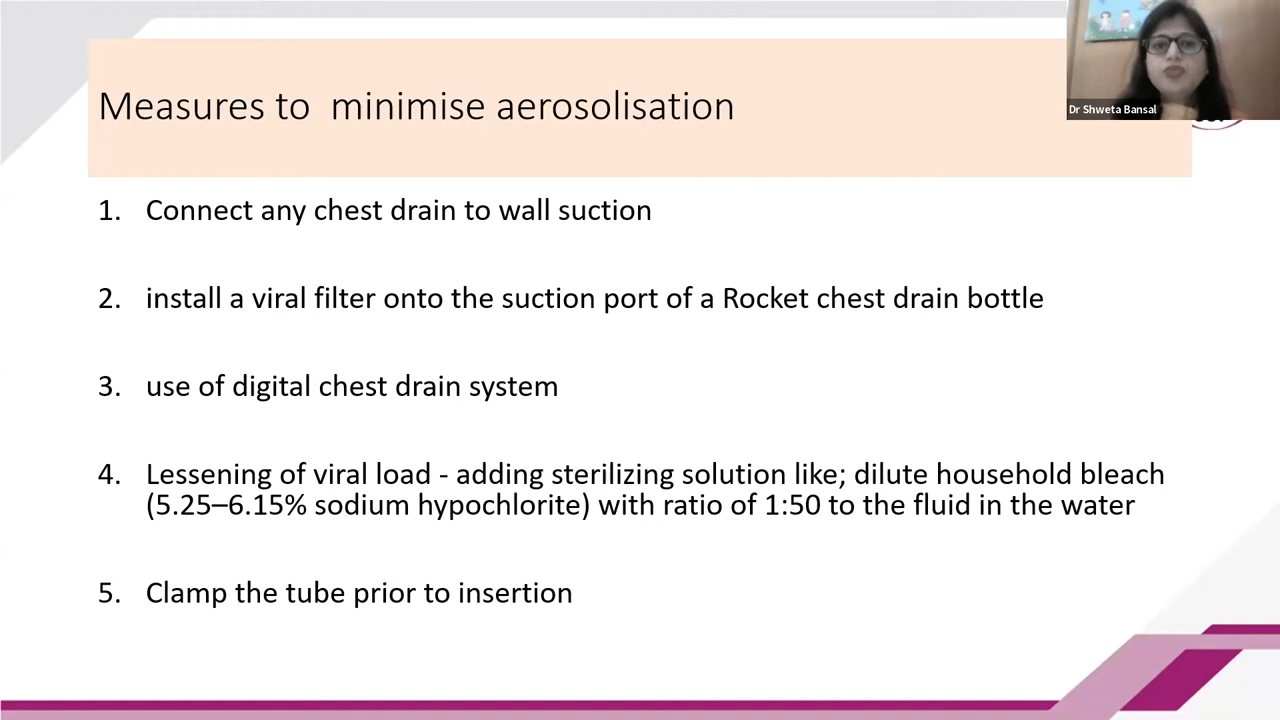 Measures to  minimise aerosolisation
Dr Shweta Bansal
1. Connect any chest drain to wall suction
2. install a viral filter onto the suction port of a Rocket chest drain bottle
3. use of digital chest drain system
4. Lessening of viral load - adding sterilizing solution like; dilute household bleach
(5.25–6.15% sodium hypochlorite) with ratio of 1:50 to the fluid in the water
5. Clamp the tube prior to insertion